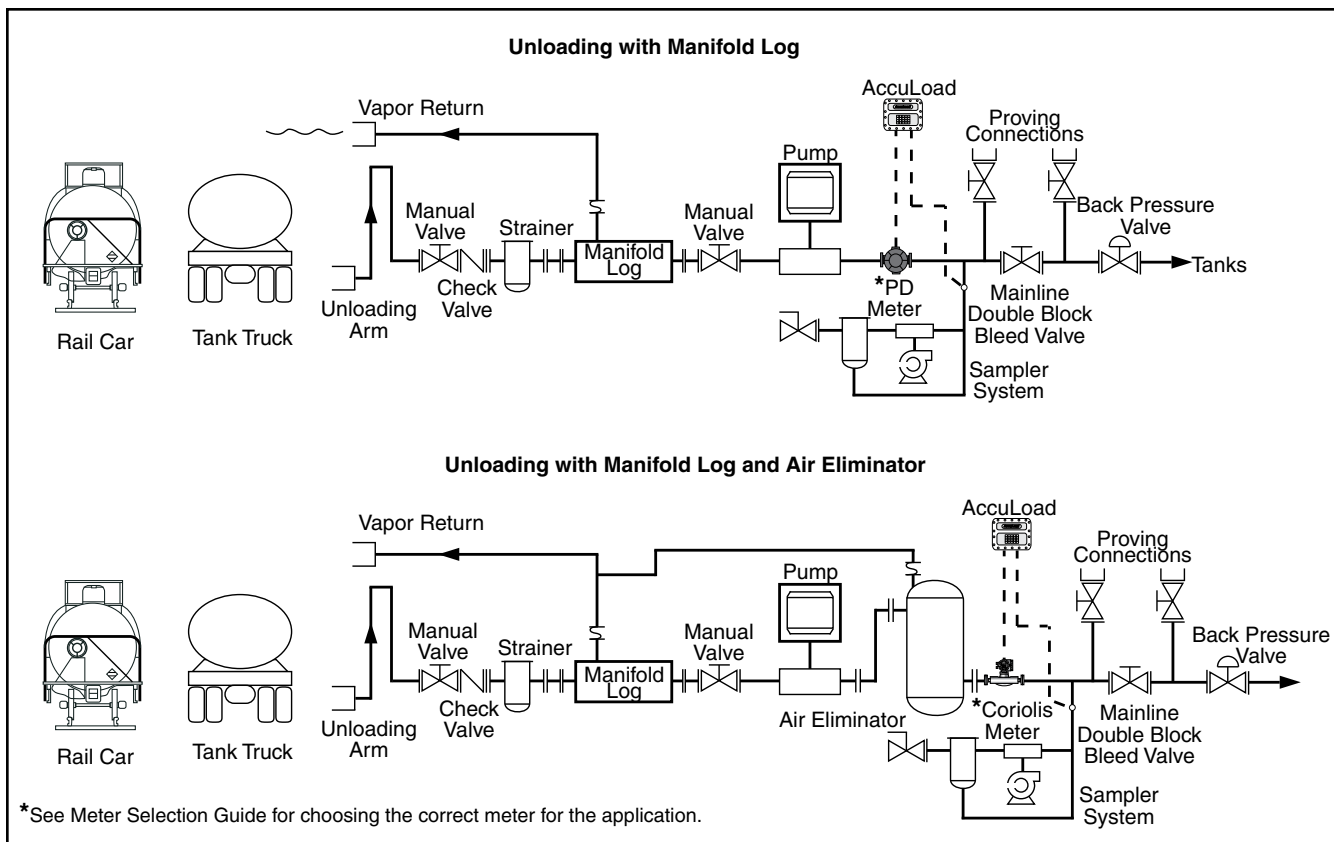 Unloading with Manifold Log
AccuLoad
Vapor Return
Proving
Connections
Pump
Manual
Valve
Strainer
Manifold
Log
Manual
Valve
Back Pressure
Valve
Tanks
Unloading
Arm
Check
Valve
*PD
Meter
Mainline
Double Block
Bleed Valve
Rail Car
Tank Truck
Sampler
System
Unloading with Manifold Log and Air Eliminator
AccuLoad
Vapor Return
Proving
Connections
Pump
Manual
Valve
Strainer
Manifold
Log
Manual
Valve
Back Pressure
Valve
Unloading
Arm
Check
Valve
Air Eliminator
*Coriolis
Meter
Mainline
Double Block
Bleed Valve
Rail Car
Tank Truck
Sampler
System
*See Meter Selection Guide for choosing the correct meter for the application.